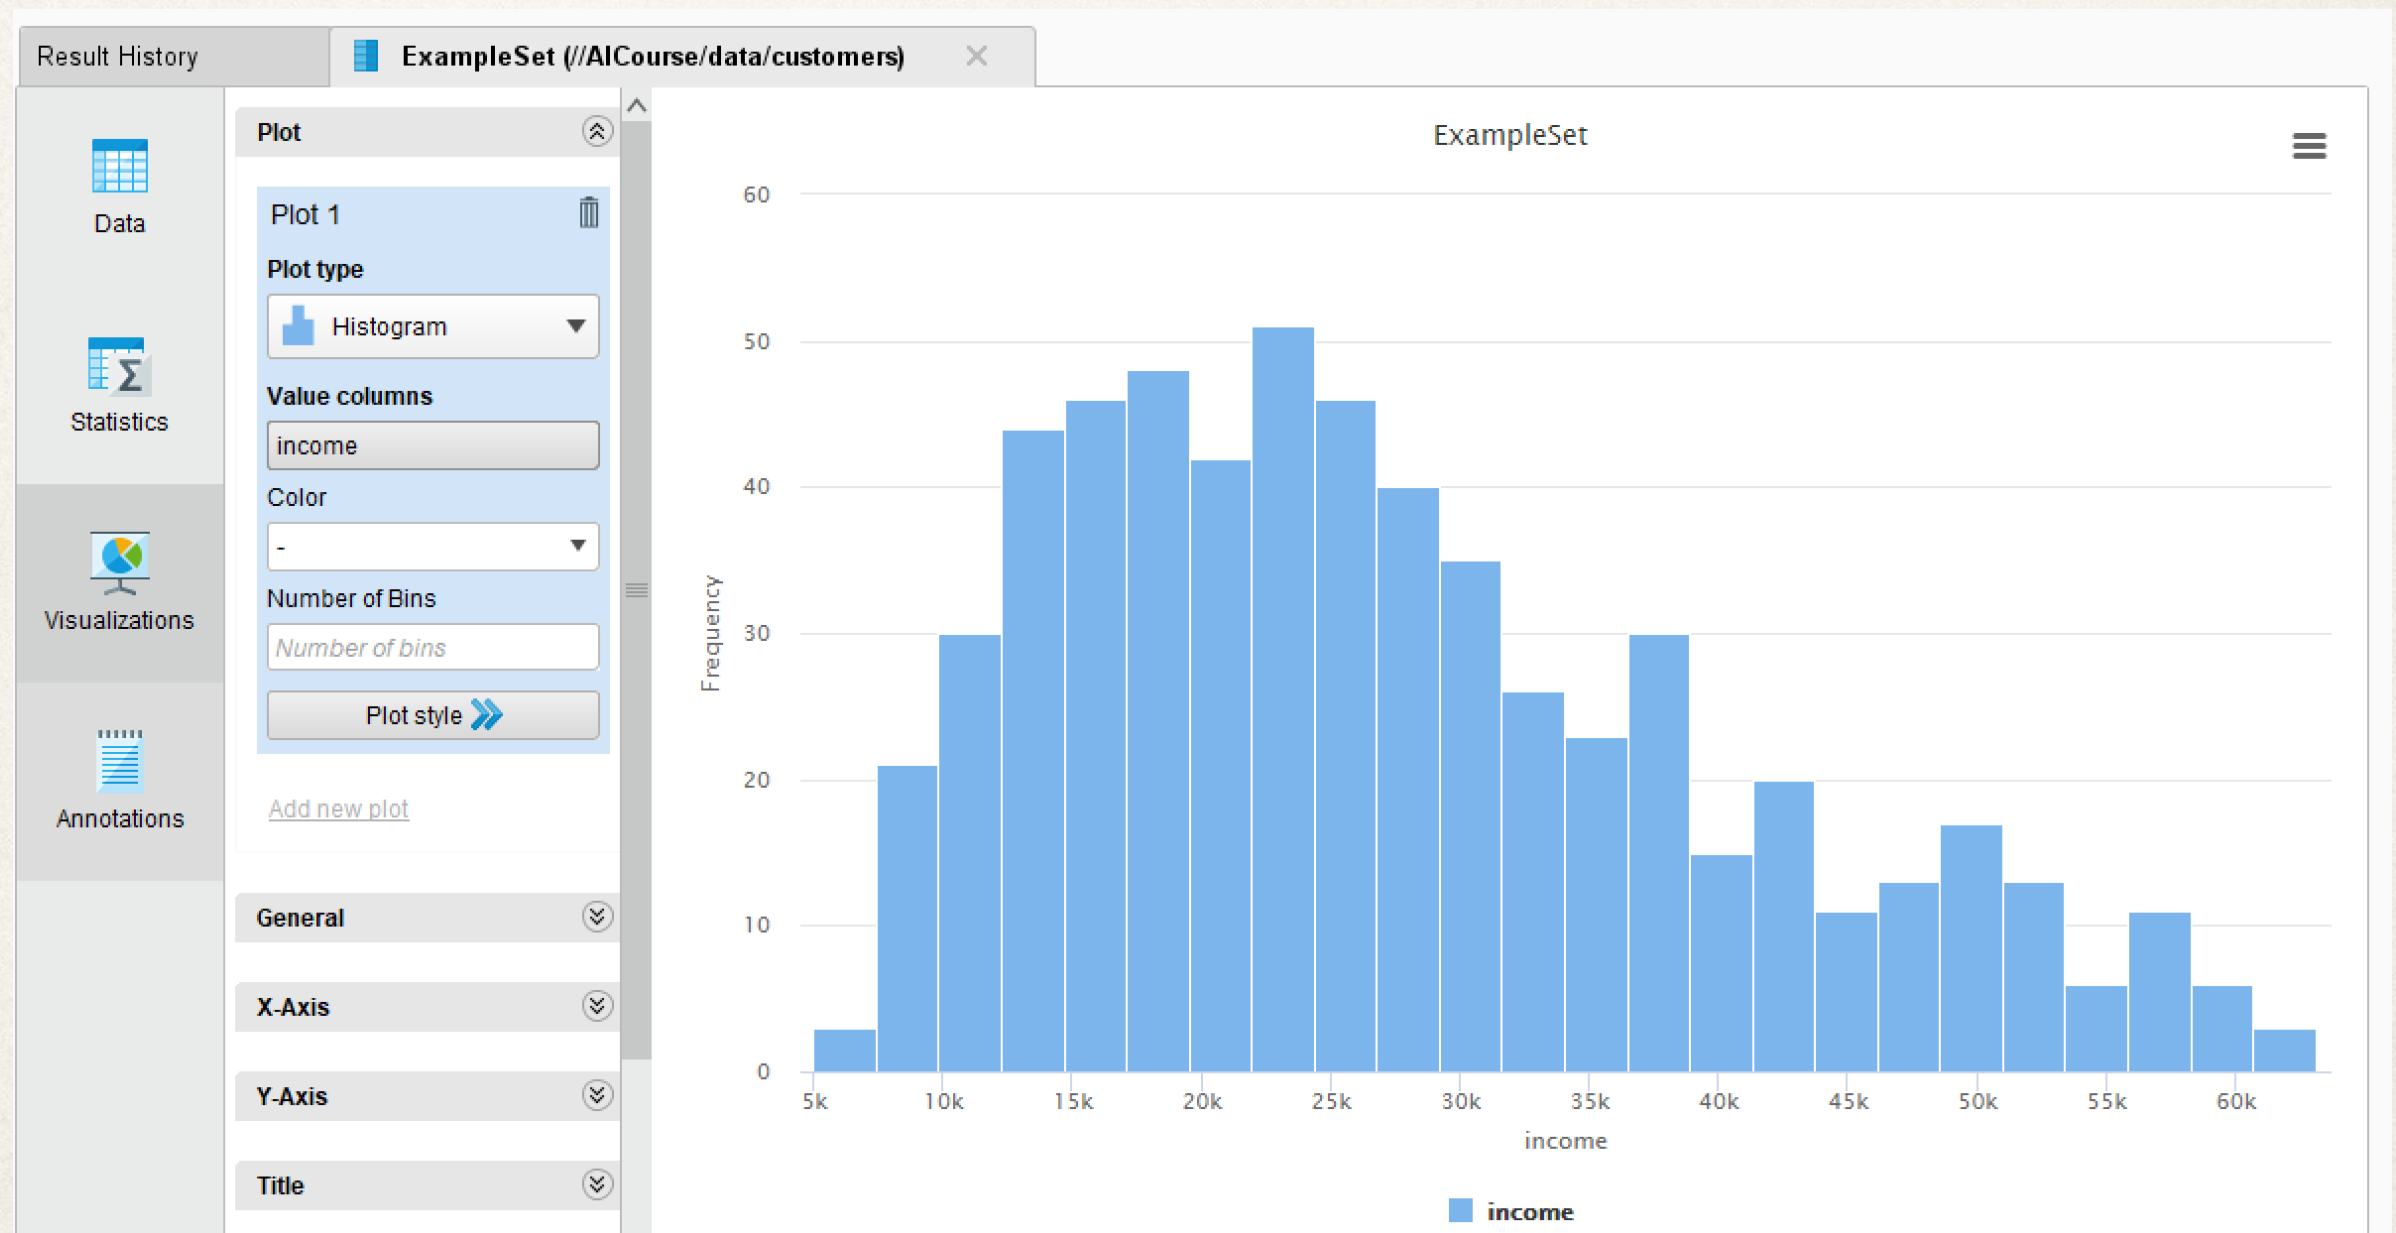 Result History
ExampleSet (//AICourse/data/customers)
Data
Statistics
Visualizations
Annotations
Plot
Plot 1
Plot type
Histogram
Value columns
income
Color
-
Number of Bins
Number of bins
Plot style
Add new plot
General
X-Axis
Y-Axis
Title
ExampleSet
60
50
40
30
20
10
0
Frequency
5k 10k 15k 20k 25k 30k 35k 40k 45k 50k 55k 60k
income
income